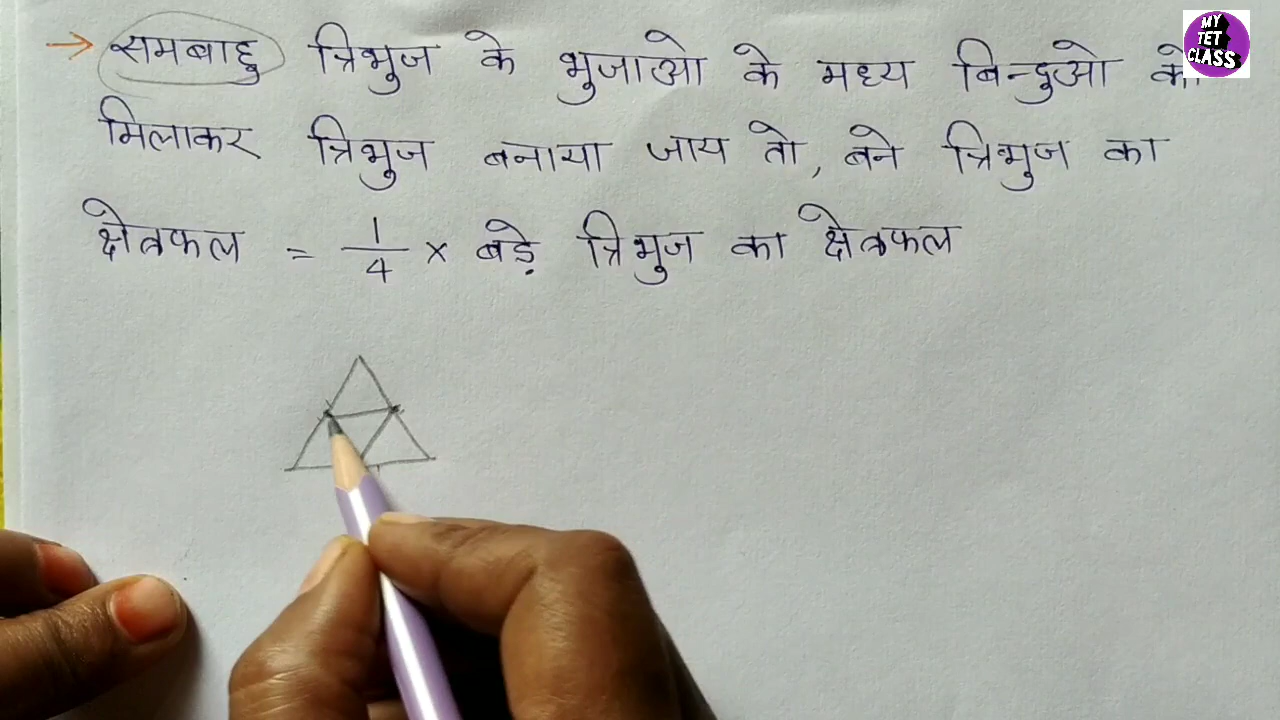 → समबाहु त्रिभुज के भुजाओ के मध्य बिन्दुओ को
मिलाकर त्रिभुज बनाया जाय तो, बने त्रिभुज का
क्षेत्रफल = 1/4 × बड़े त्रिभुज का क्षेत्रफल
MY
TET
CLASS